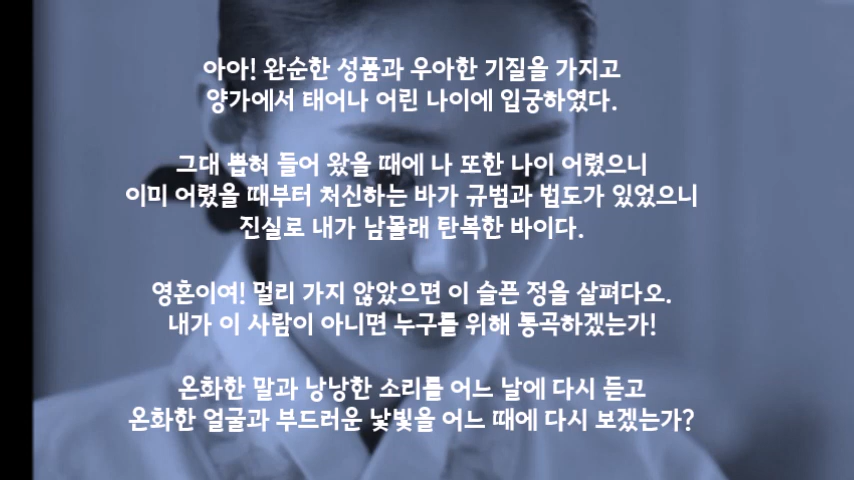 아아! 완순한 성품과 우아한 기질을 가지고
양가에서 태어나 어린 나이에 입궁하였다.
그대 뽑혀 들어 왔을 때에 나 또한 나이 어렸으니
이미 어렸을 때부터 처신하는 바가 규범과 법도가 있었으니
진실로 내가 남몰래 탄복한 바이다.
영혼이여! 멀리 가지 않았으면 이 슬픈 정을 살펴다오.
내가 이 사람이 아니면 누구를 위해 통곡하겠는가!
온화한 말과 낭낭한 소리를 어느 날에 다시 듣고
온화한 얼굴과 부드러운 낯빛을 어느 때에 다시 보겠는가?